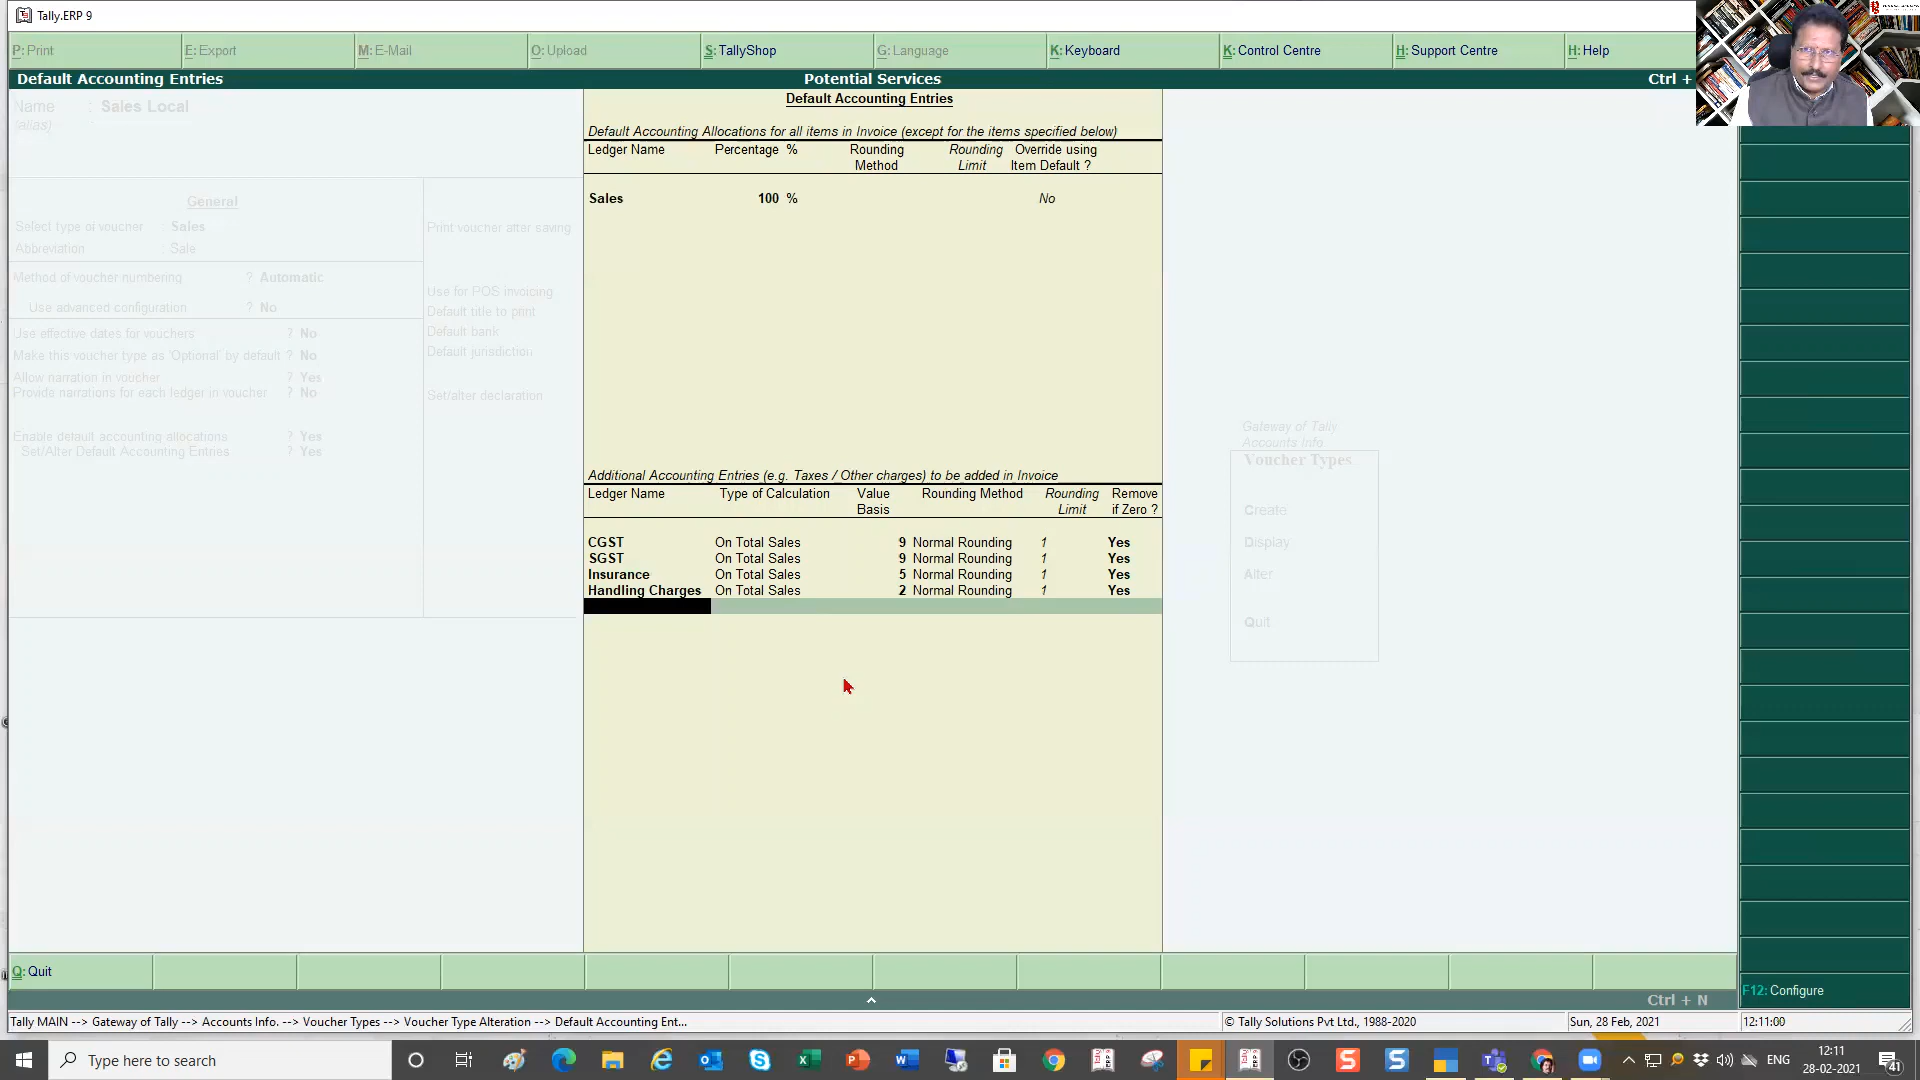 Tally.ERP 9
P: Print E: Export M: E-Mail O: Upload S: TallyShop G: Language K: Keyboard K: Control Centre H: Support Centre H: Help
Default Accounting Entries Potential Services Ctrl +
Name : Sales Local
(alias) :
General
Select type of voucher : Sales
Abbreviation : Sale
Method of voucher numbering ? Automatic
Use advanced configuration ? No
Use effective dates for vouchers ? No
Make this voucher type as 'Optional' by default ? No
Allow narration in voucher ? Yes
Provide narrations for each ledger in voucher ? No
Enable default accounting allocations ? Yes
Set/Alter Default Accounting Entries ? Yes
Print voucher after saving
Use for POS invoicing
Default title to print
Default bank
Default jurisdiction
Set/alter declaration
Default Accounting Entries
Default Accounting Allocations for all items in Invoice (except for the items specified below)
Ledger Name Percentage % Rounding Rounding Override using
Method Limit Item Default ?
Sales 100 % No
Additional Accounting Entries (e.g. Taxes / Other charges) to be added in Invoice
Ledger Name Type of Calculation Value Rounding Method Rounding Remove
Basis Limit if Zero ?
CGST On Total Sales 9 Normal Rounding 1 Yes
SGST On Total Sales 9 Normal Rounding 1 Yes
Insurance On Total Sales 5 Normal Rounding 1 Yes
Handling Charges On Total Sales 2 Normal Rounding 1 Yes
Gateway of Tally
Accounts Info
Voucher Types
Create
Display
Alter
Quit
Q: Quit
F12: Configure
Ctrl + N
Tally MAIN --> Gateway of Tally --> Accounts Info. --> Voucher Types --> Voucher Type Alteration --> Default Accounting Ent... © Tally Solutions Pvt Ltd., 1988-2020 Sun, 28 Feb, 2021 12:11:00
Type here to search
ENG
12:11
28-02-2021
41